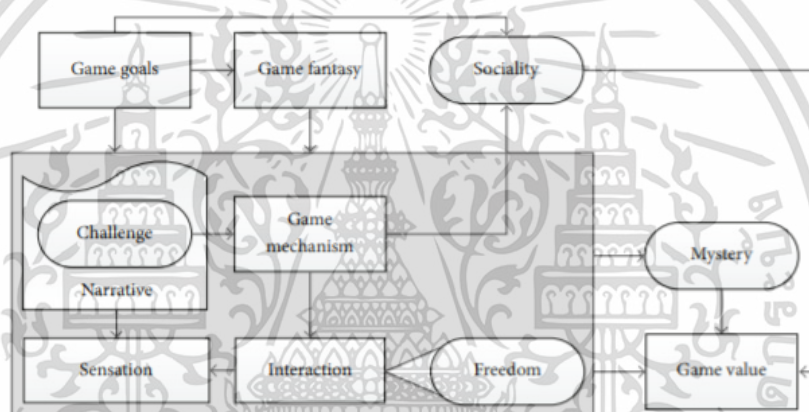 Game goals
Game fantasy
Sociality
Challenge
Game
mechanism
Mystery
Narrative
Sensation
Interaction
Freedom
Game value